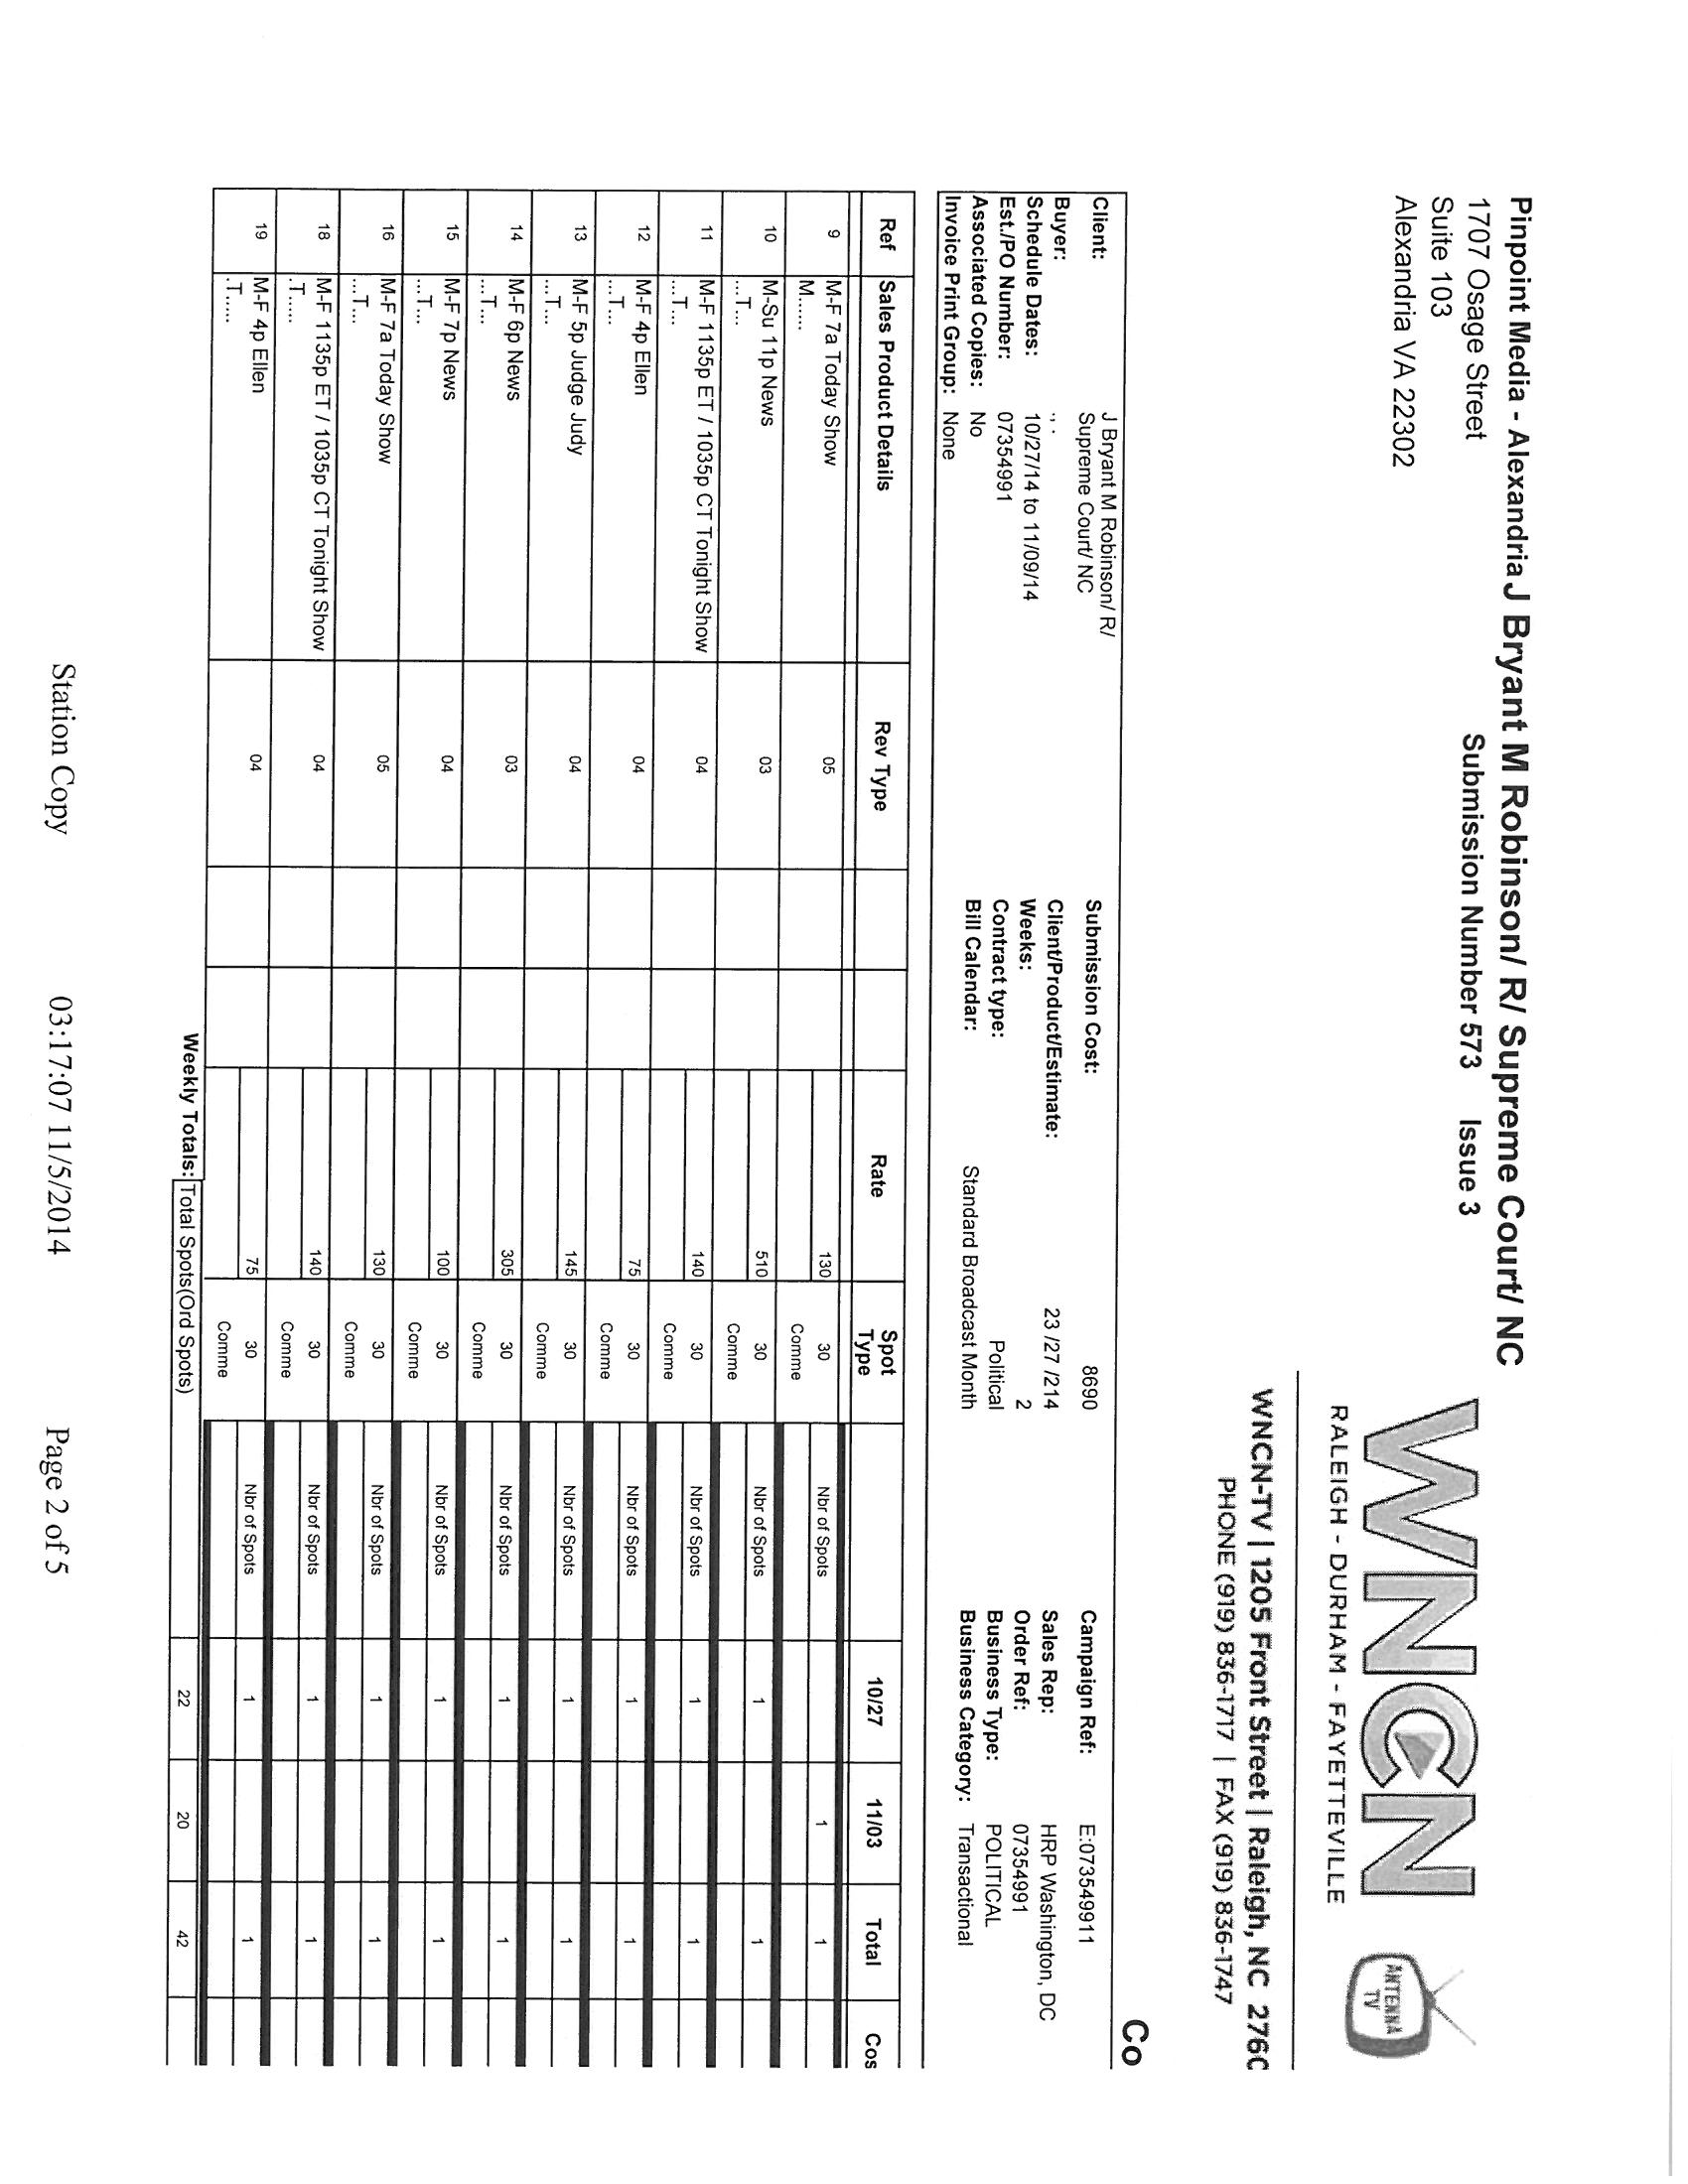 Pinpoint Media - Alexandria J Bryant M Robinson/ R/ Supreme Court/ NC
1707 Osage Street
Submission Number 573 Issue 3
Suite 103
Alexandria VA 22302
WNCN
RALEIGH - DURHAM - FAYETTEVILLE
ANTENNA
TV
WNCN-TV | 1205 Front Street | Raleigh, NC 276C
PHONE (919) 836-1717 | FAX (919) 836-1747
Co
Client: J Bryant M Robinson/ R/ Supreme Court/ NC Submission Cost: 8690 Campaign Ref: E:073549911
Buyer: , . Client/Product/Estimate: 23 /27 /214 Sales Rep: HRP Washington, DC
Schedule Dates: 10/27/14 to 11/09/14 Weeks: 2 Order Ref: 07354991
Est./PO Number: 07354991 Contract type: Political Business Type: POLITICAL
Associated Copies: No Bill Calendar: Standard Broadcast Month Business Category: Transactional
Invoice Print Group: None
Ref Sales Product Details Rev Type Rate Spot Type 10/27 11/03 Total Cos
9 M-F 7a Today Show 05 130 30 Nbr of Spots 1 1
M...... Comme
10 M-Su 11p News 03 510 30 Nbr of Spots 1 1
...T... Comme
11 M-F 1135p ET / 1035p CT Tonight Show 04 140 30 Nbr of Spots 1 1
...T... Comme
12 M-F 4p Ellen 04 75 30 Nbr of Spots 1 1
...T... Comme
13 M-F 5p Judge Judy 04 145 30 Nbr of Spots 1 1
...T... Comme
14 M-F 6p News 03 305 30 Nbr of Spots 1 1
...T... Comme
15 M-F 7p News 04 100 30 Nbr of Spots 1 1
...T... Comme
16 M-F 7a Today Show 05 130 30 Nbr of Spots 1 1
...T... Comme
18 M-F 1135p ET / 1035p CT Tonight Show 04 140 30 Nbr of Spots 1 1
.T..... Comme
19 M-F 4p Ellen 04 75 30 Nbr of Spots 1 1
.T..... Comme
Weekly Totals: Total Spots(Ord Spots) 22 20 42
Station Copy 03:17:07 11/5/2014 Page 2 of 5